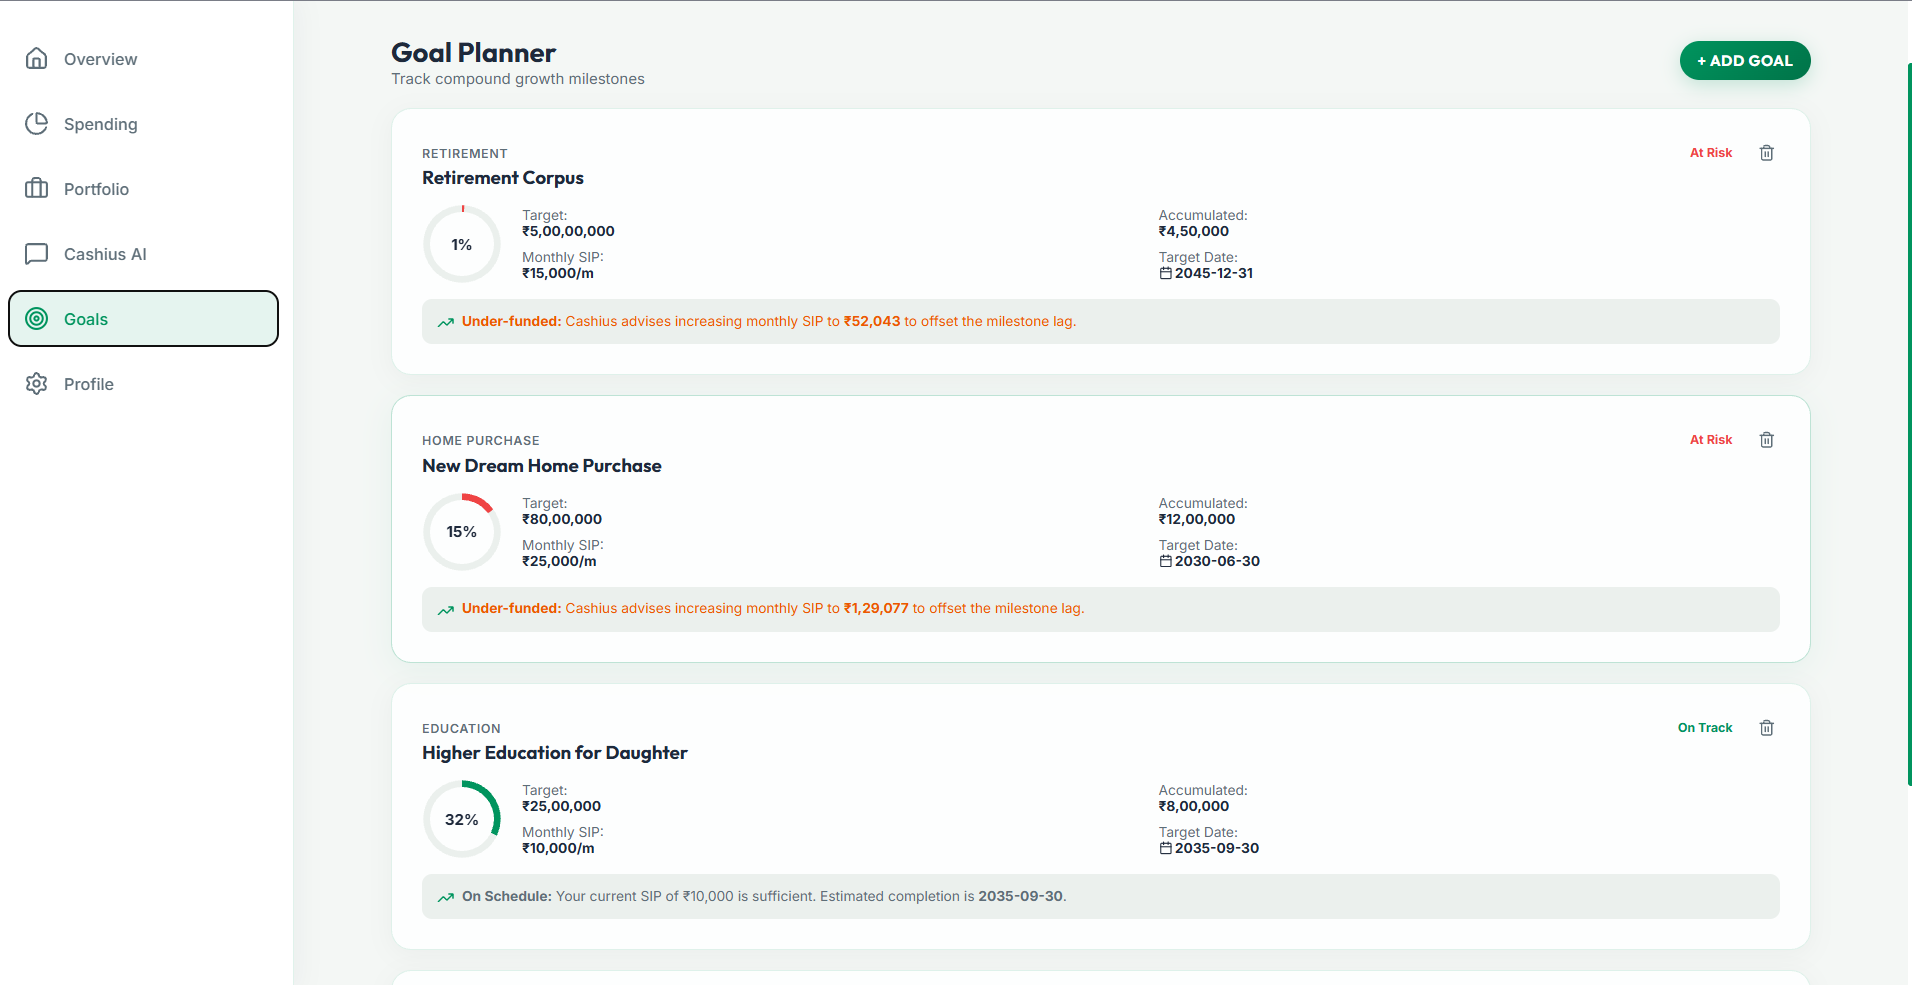 Overview
Spending
Portfolio
Cashius AI
Goals
Profile
Goal Planner
Track compound growth milestones
+ ADD GOAL
RETIREMENT
At Risk
Retirement Corpus
1%
Target:
₹5,00,00,000
Accumulated:
₹4,50,000
Monthly SIP:
₹15,000/m
Target Date:
2045-12-31
Under-funded: Cashius advises increasing monthly SIP to ₹52,043 to offset the milestone lag.
HOME PURCHASE
At Risk
New Dream Home Purchase
15%
Target:
₹80,00,000
Accumulated:
₹12,00,000
Monthly SIP:
₹25,000/m
Target Date:
2030-06-30
Under-funded: Cashius advises increasing monthly SIP to ₹1,29,077 to offset the milestone lag.
EDUCATION
On Track
Higher Education for Daughter
32%
Target:
₹25,00,000
Accumulated:
₹8,00,000
Monthly SIP:
₹10,000/m
Target Date:
2035-09-30
On Schedule: Your current SIP of ₹10,000 is sufficient. Estimated completion is 2035-09-30.